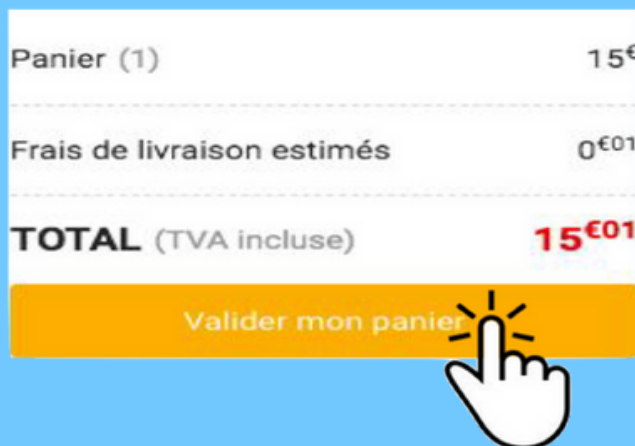 Panier (1) 15€
Frais de livraison estimés 0€01
TOTAL (TVA incluse) 15€01
Valider mon panier